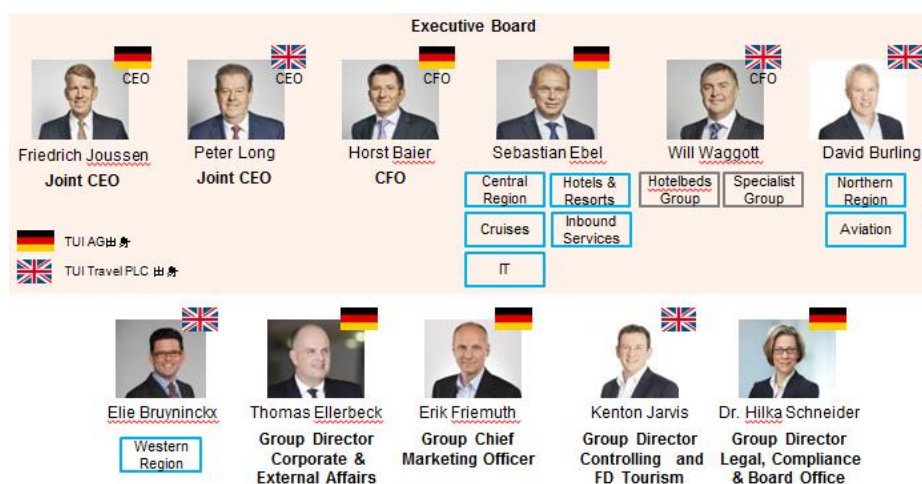 Executive Board
CEO
CEO
CFO
CFO
Friedrich Joussen
Joint CEO
Peter Long
Joint CEO
Horst Baier
CFO
Sebastian Ebel
Will Waggott
David Burling
Central
Region
Hotels &
Resorts
Cruises
Inbound
Services
IT
Hotelbeds
Group
Specialist
Group
Northern
Region
Aviation
TUI AG出身
TUI Travel PLC 出身
Elie Bruyninckx
Western
Region
Thomas Ellerbeck
Group Director
Corporate &
External Affairs
Erik Friemuth
Group Chief
Marketing Officer
Kenton Jarvis
Group Director
Controlling and
FD Tourism
Dr. Hilka Schneider
Group Director
Legal, Compliance
& Board Office